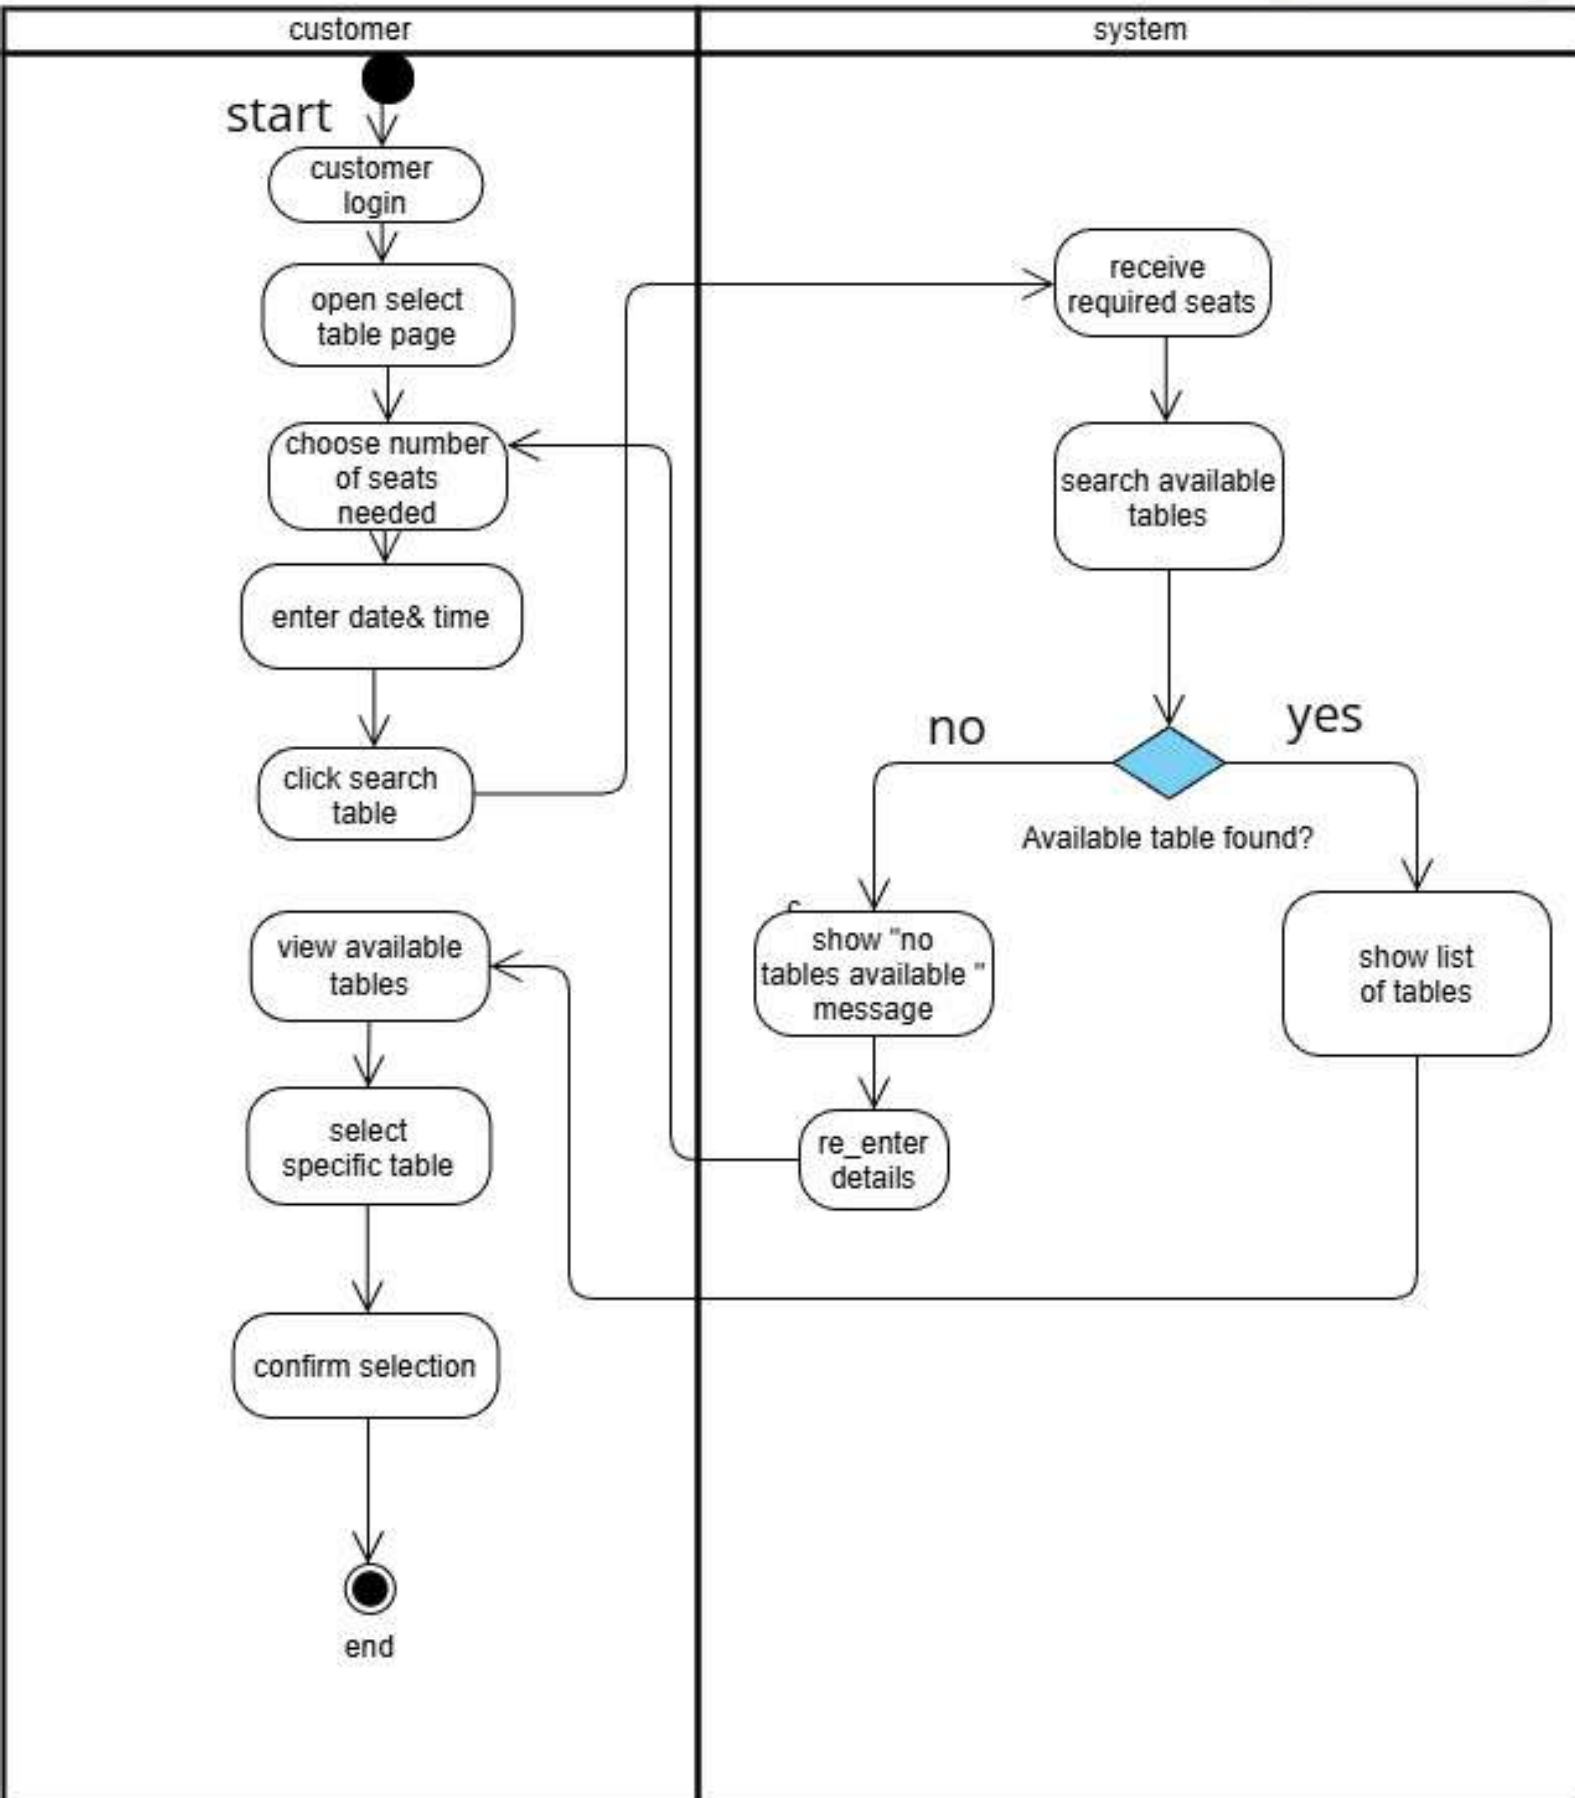 customer
system
start
customer
login
open select
table page
choose number
of seats
needed
enter date& time
click search
table
receive
required seats
search available
tables
no
yes
Available table found?
show "no
tables available "
message
re_enter
details
show list
of tables
view available
tables
select
specific table
confirm selection
end